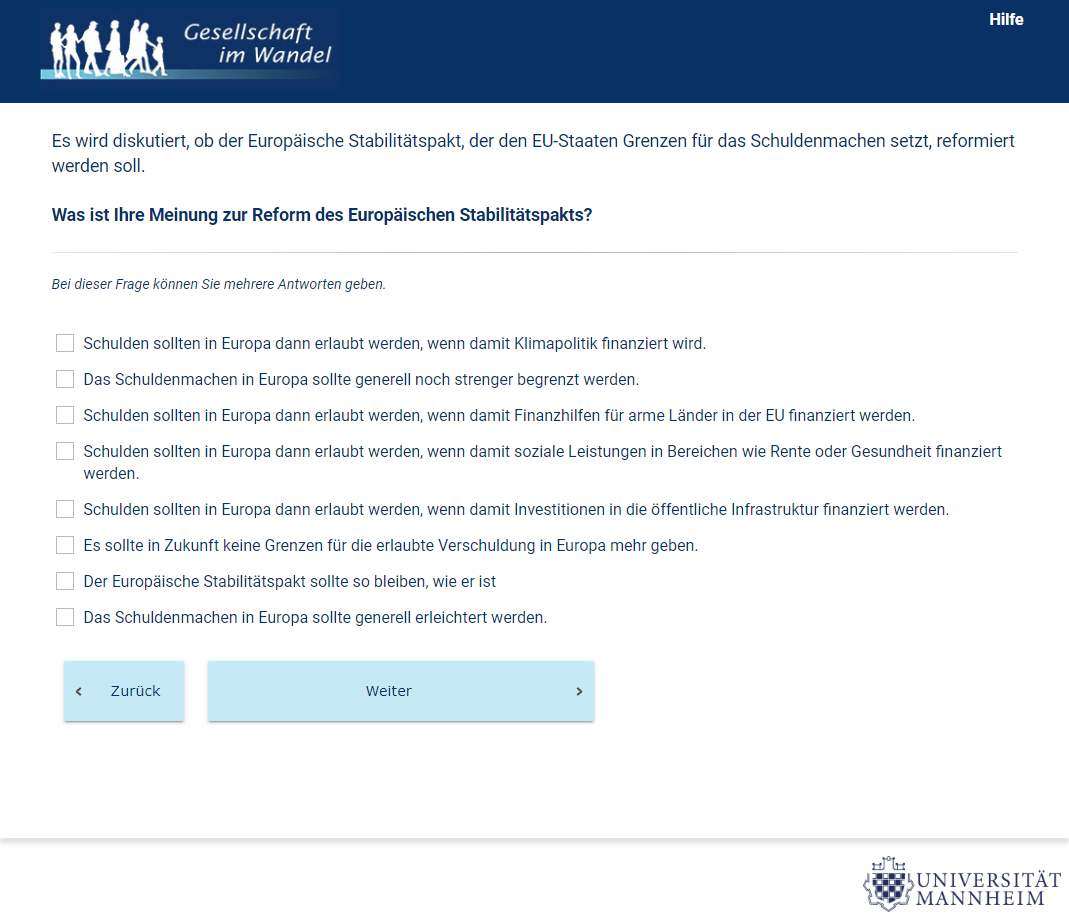 Gesellschaft
im Wandel
Hilfe
Es wird diskutiert, ob der Europäische Stabilitätspakt, der den EU-Staaten Grenzen für das Schuldenmachen setzt, reformiert
werden soll.
Was ist Ihre Meinung zur Reform des Europäischen Stabilitätspakts?
Bei dieser Frage können Sie mehrere Antworten geben.
Schulden sollten in Europa dann erlaubt werden, wenn damit Klimapolitik finanziert wird.
Das Schuldenmachen in Europa sollte generell noch strenger begrenzt werden.
Schulden sollten in Europa dann erlaubt werden, wenn damit Finanzhilfen für arme Länder in der EU finanziert werden.
Schulden sollten in Europa dann erlaubt werden, wenn damit soziale Leistungen in Bereichen wie Rente oder Gesundheit finanziert
werden.
Schulden sollten in Europa dann erlaubt werden, wenn damit Investitionen in die öffentliche Infrastruktur finanziert werden.
Es sollte in Zukunft keine Grenzen für die erlaubte Verschuldung in Europa mehr geben.
Der Europäische Stabilitätspakt sollte so bleiben, wie er ist
Das Schuldenmachen in Europa sollte generell erleichtert werden.
‹ Zurück
Weiter ›
UNIVERSITÄT
MANNHEIM